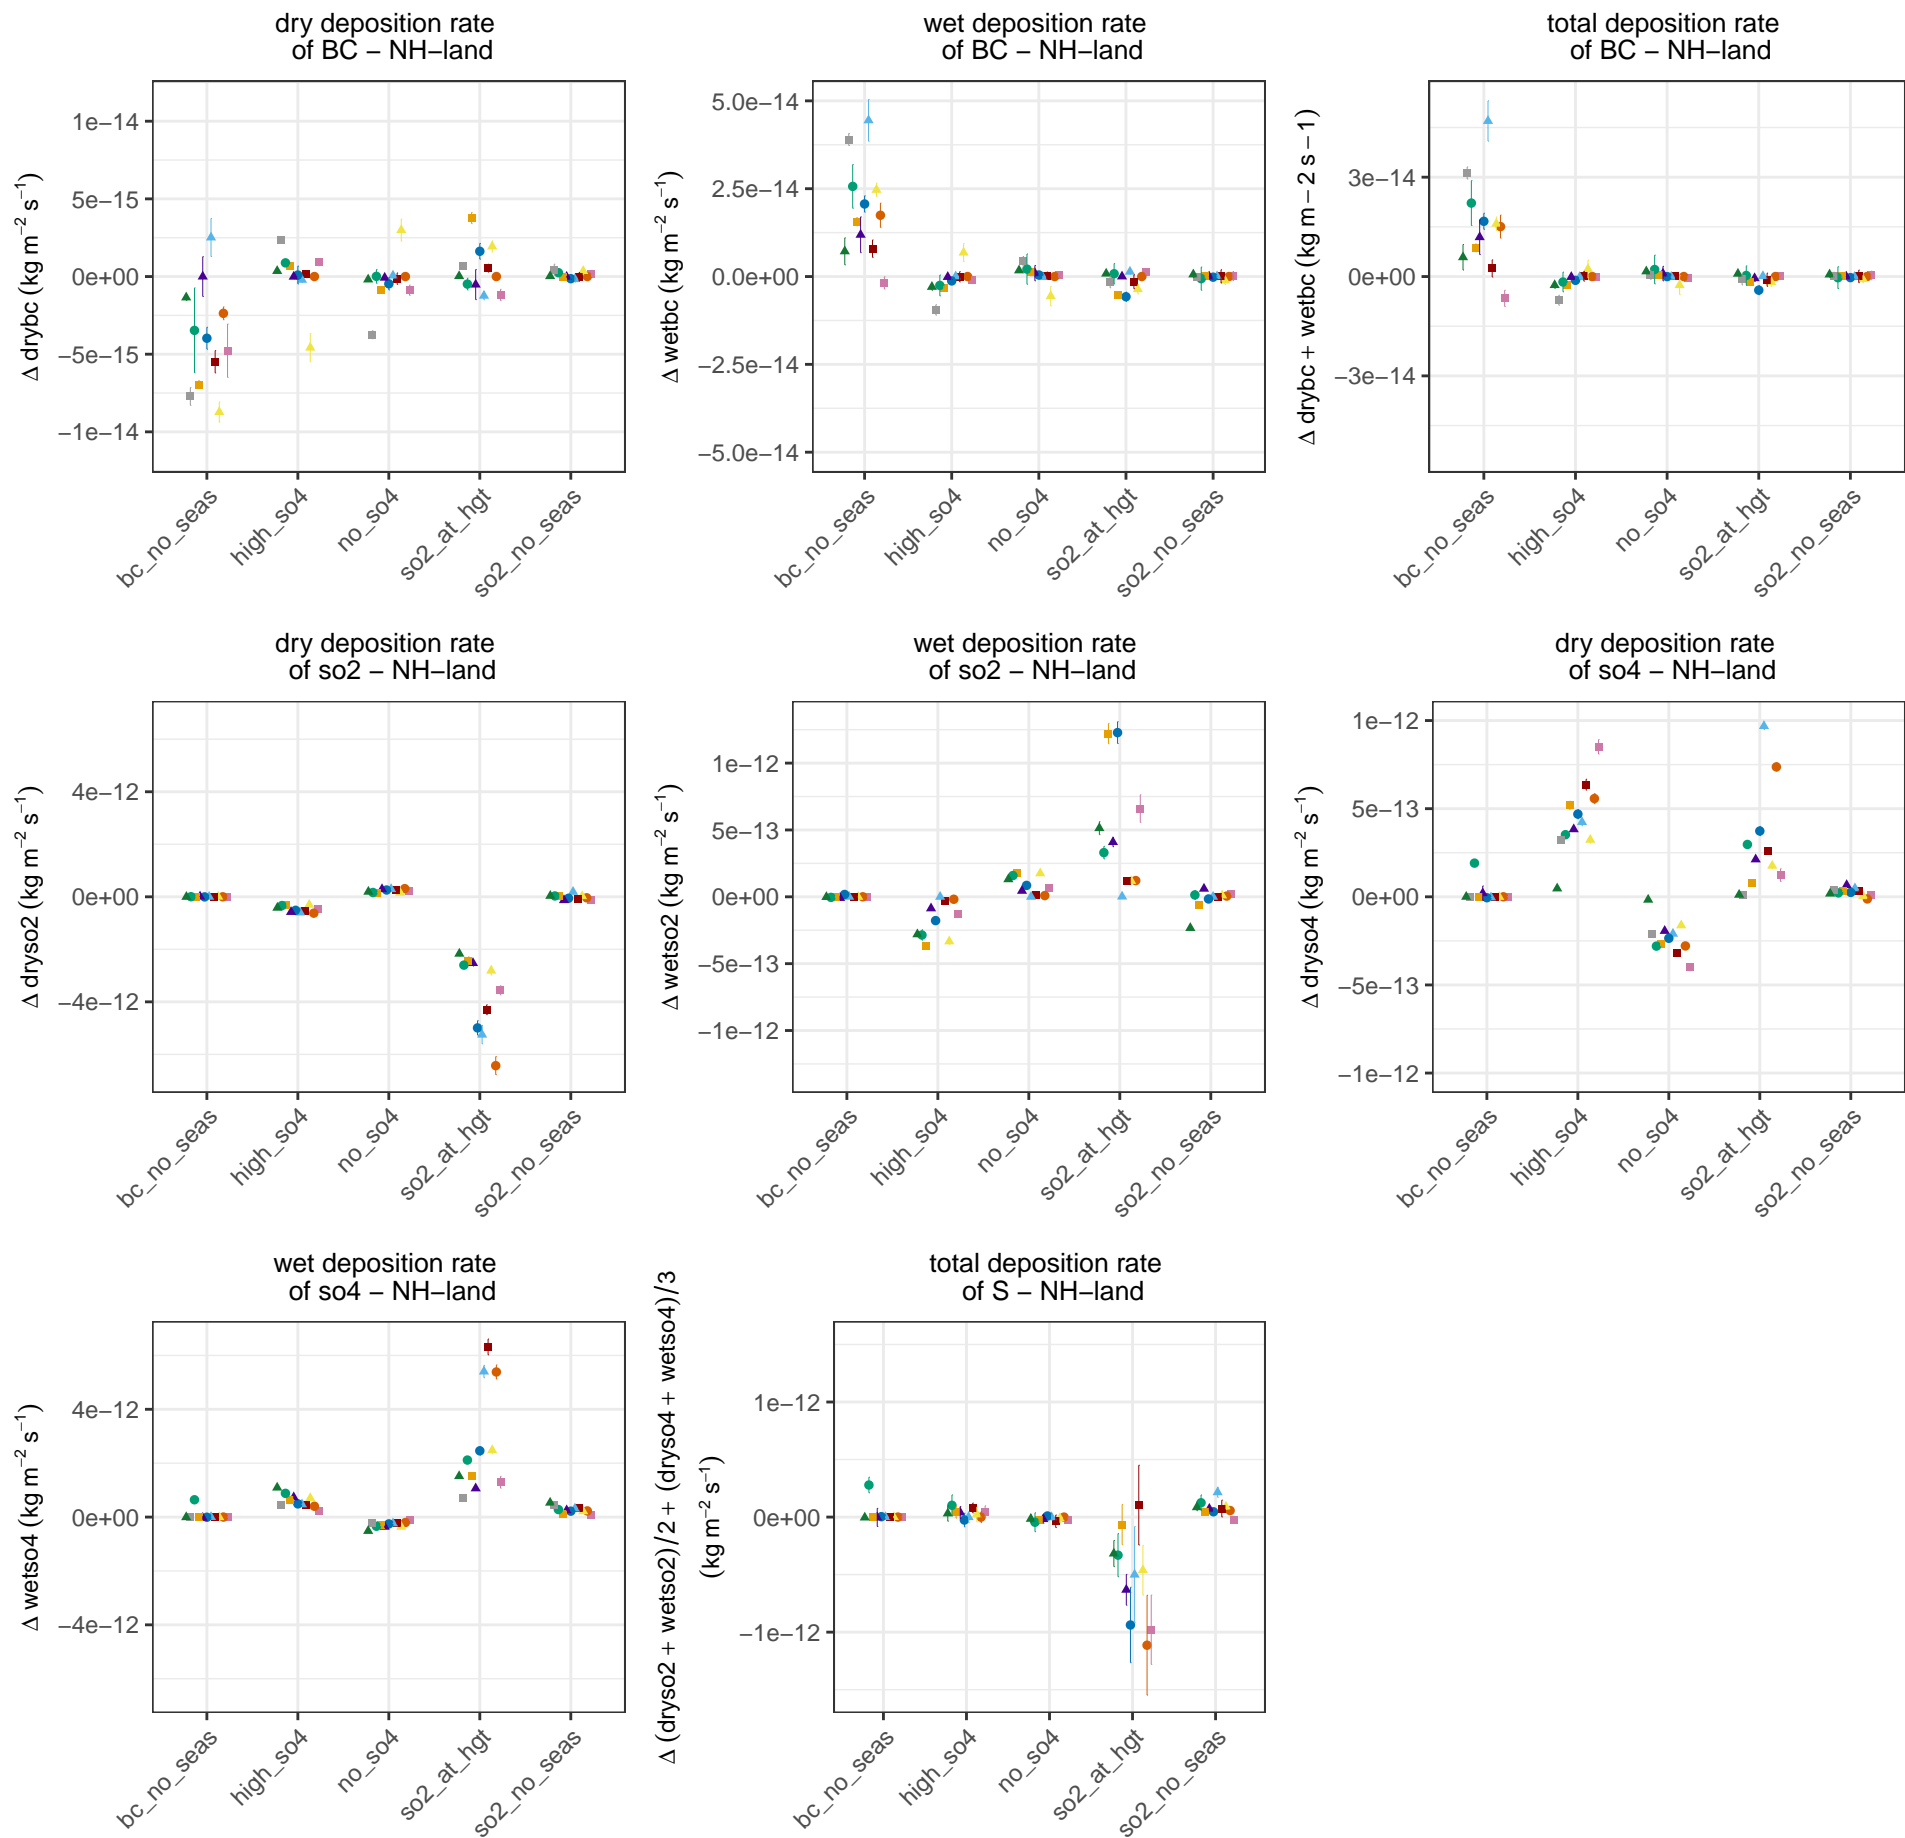 dry deposition rate
of BC − NH−land
wet deposition rate
of BC − NH−land
total deposition rate
of BC − NH−land
Δ drybc (kg m−2 s−1)
1e−14
5e−15
0e+00
−5e−15
−1e−14
bc_no_seas
high_so4
no_so4
so2_at_hgt
so2_no_seas
Δ wetbc (kg m−2 s−1)
5.0e−14
2.5e−14
0.0e+00
−2.5e−14
−5.0e−14
bc_no_seas
high_so4
no_so4
so2_at_hgt
so2_no_seas
Δ drybc + wetbc (kg m − 2 s − 1)
3e−14
0e+00
−3e−14
bc_no_seas
high_so4
no_so4
so2_at_hgt
so2_no_seas
dry deposition rate
of so2 − NH−land
wet deposition rate
of so2 − NH−land
dry deposition rate
of so4 − NH−land
Δ dryso2 (kg m−2 s−1)
4e−12
0e+00
−4e−12
bc_no_seas
high_so4
no_so4
so2_at_hgt
so2_no_seas
Δ wetso2 (kg m−2 s−1)
1e−12
5e−13
0e+00
−5e−13
−1e−12
bc_no_seas
high_so4
no_so4
so2_at_hgt
so2_no_seas
Δ dryso4 (kg m−2 s−1)
1e−12
5e−13
0e+00
−5e−13
−1e−12
bc_no_seas
high_so4
no_so4
so2_at_hgt
so2_no_seas
wet deposition rate
of so4 − NH−land
total deposition rate
of S − NH−land
Δ wetso4 (kg m−2 s−1)
4e−12
0e+00
−4e−12
bc_no_seas
high_so4
no_so4
so2_at_hgt
so2_no_seas
Δ ((dryso2 + wetso2)/2 + (dryso4 + wetso4)/3
(kg m−2 s−1)
1e−12
0e+00
−1e−12
bc_no_seas
high_so4
no_so4
so2_at_hgt
so2_no_seas